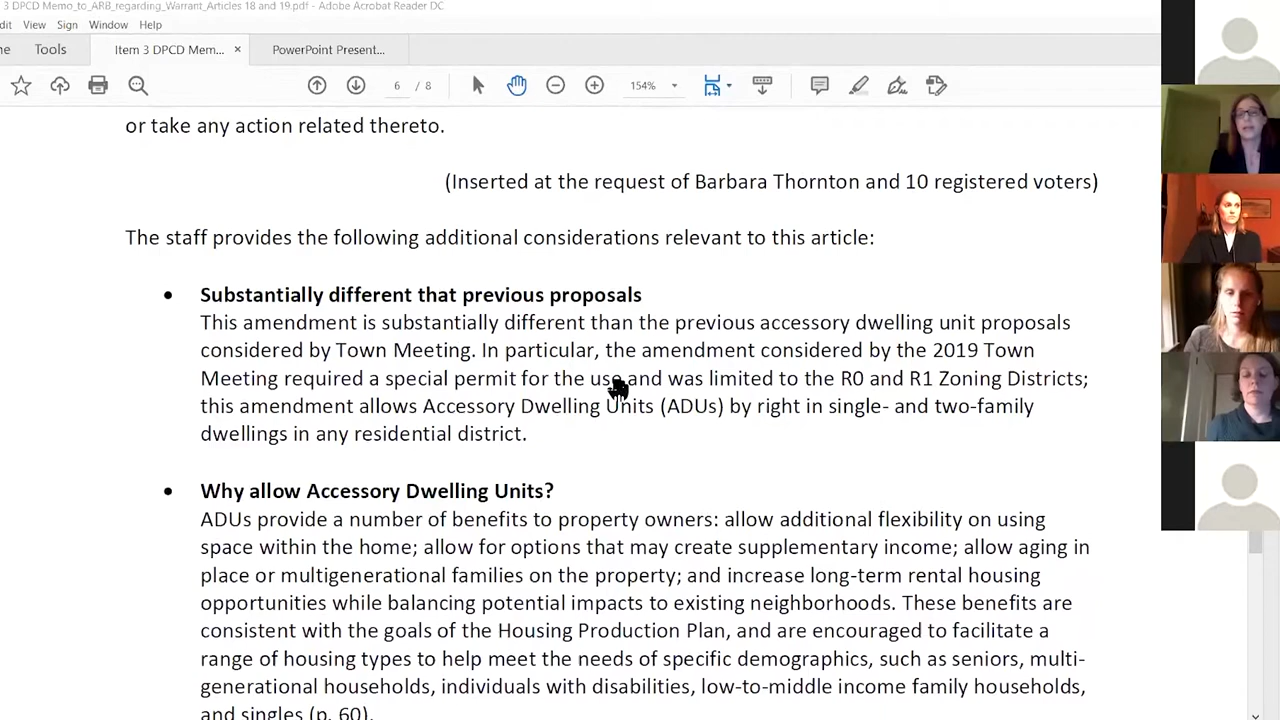 3 DPCD Memo_to_ARB_regarding_Warrant_Articles 18 and 19.pdf - Adobe Acrobat Reader DC
dit View Sign Window Help
ne Tools Item 3 DPCD Mem... × PowerPoint Present...
6 / 8 154%
or take any action related thereto.
(Inserted at the request of Barbara Thornton and 10 registered voters)
The staff provides the following additional considerations relevant to this article:
• Substantially different that previous proposals
This amendment is substantially different than the previous accessory dwelling unit proposals
considered by Town Meeting. In particular, the amendment considered by the 2019 Town
Meeting required a special permit for the use and was limited to the R0 and R1 Zoning Districts;
this amendment allows Accessory Dwelling Units (ADUs) by right in single- and two-family
dwellings in any residential district.
• Why allow Accessory Dwelling Units?
ADUs provide a number of benefits to property owners: allow additional flexibility on using
space within the home; allow for options that may create supplementary income; allow aging in
place or multigenerational families on the property; and increase long-term rental housing
opportunities while balancing potential impacts to existing neighborhoods. These benefits are
consistent with the goals of the Housing Production Plan, and are encouraged to facilitate a
range of housing types to help meet the needs of specific demographics, such as seniors, multi-
generational households, individuals with disabilities, low-to-middle income family households,
and singles (p. 60).